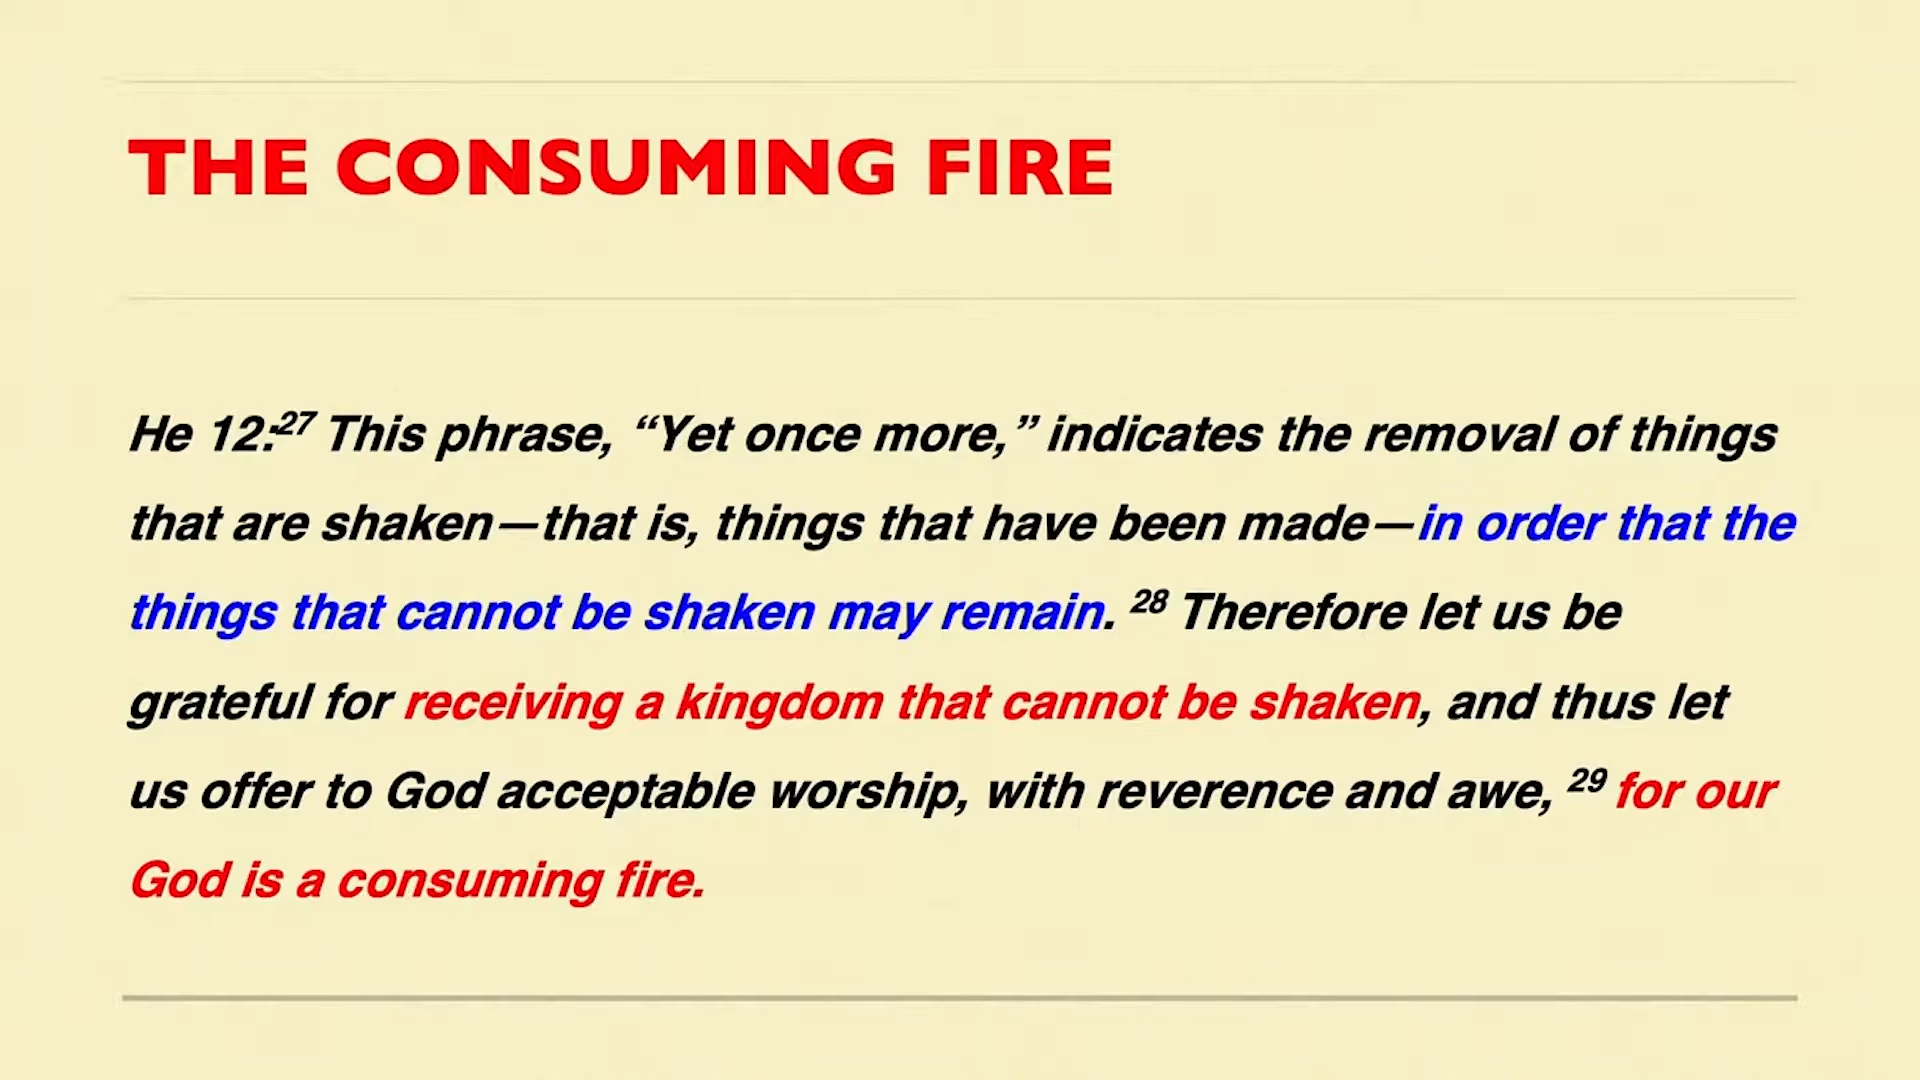 THE CONSUMING FIRE
He 12:27 This phrase, “Yet once more,” indicates the removal of things
that are shaken—that is, things that have been made—in order that the
things that cannot be shaken may remain. 28 Therefore let us be
grateful for receiving a kingdom that cannot be shaken, and thus let
us offer to God acceptable worship, with reverence and awe, 29 for our
God is a consuming fire.